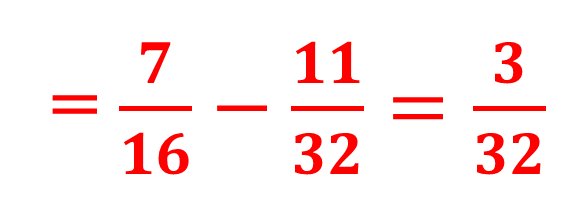 = 7/16 − 11/32 = 3/32